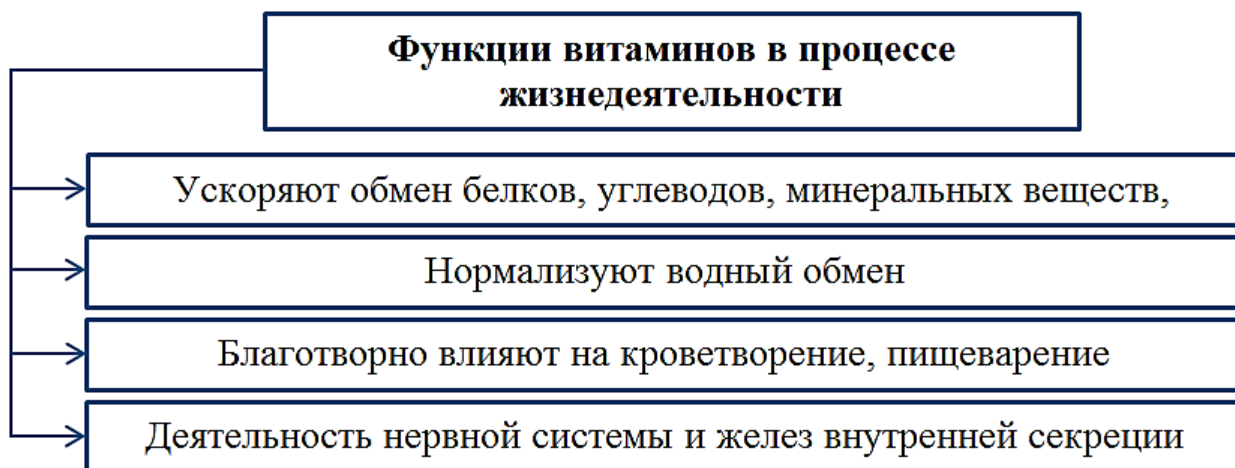 Функции витаминов в процессе
жизнедеятельности
Ускоряют обмен белков, углеводов, минеральных веществ,
Нормализуют водный обмен
Благотворно влияют на кроветворение, пищеварение
Деятельность нервной системы и желез внутренней секреции